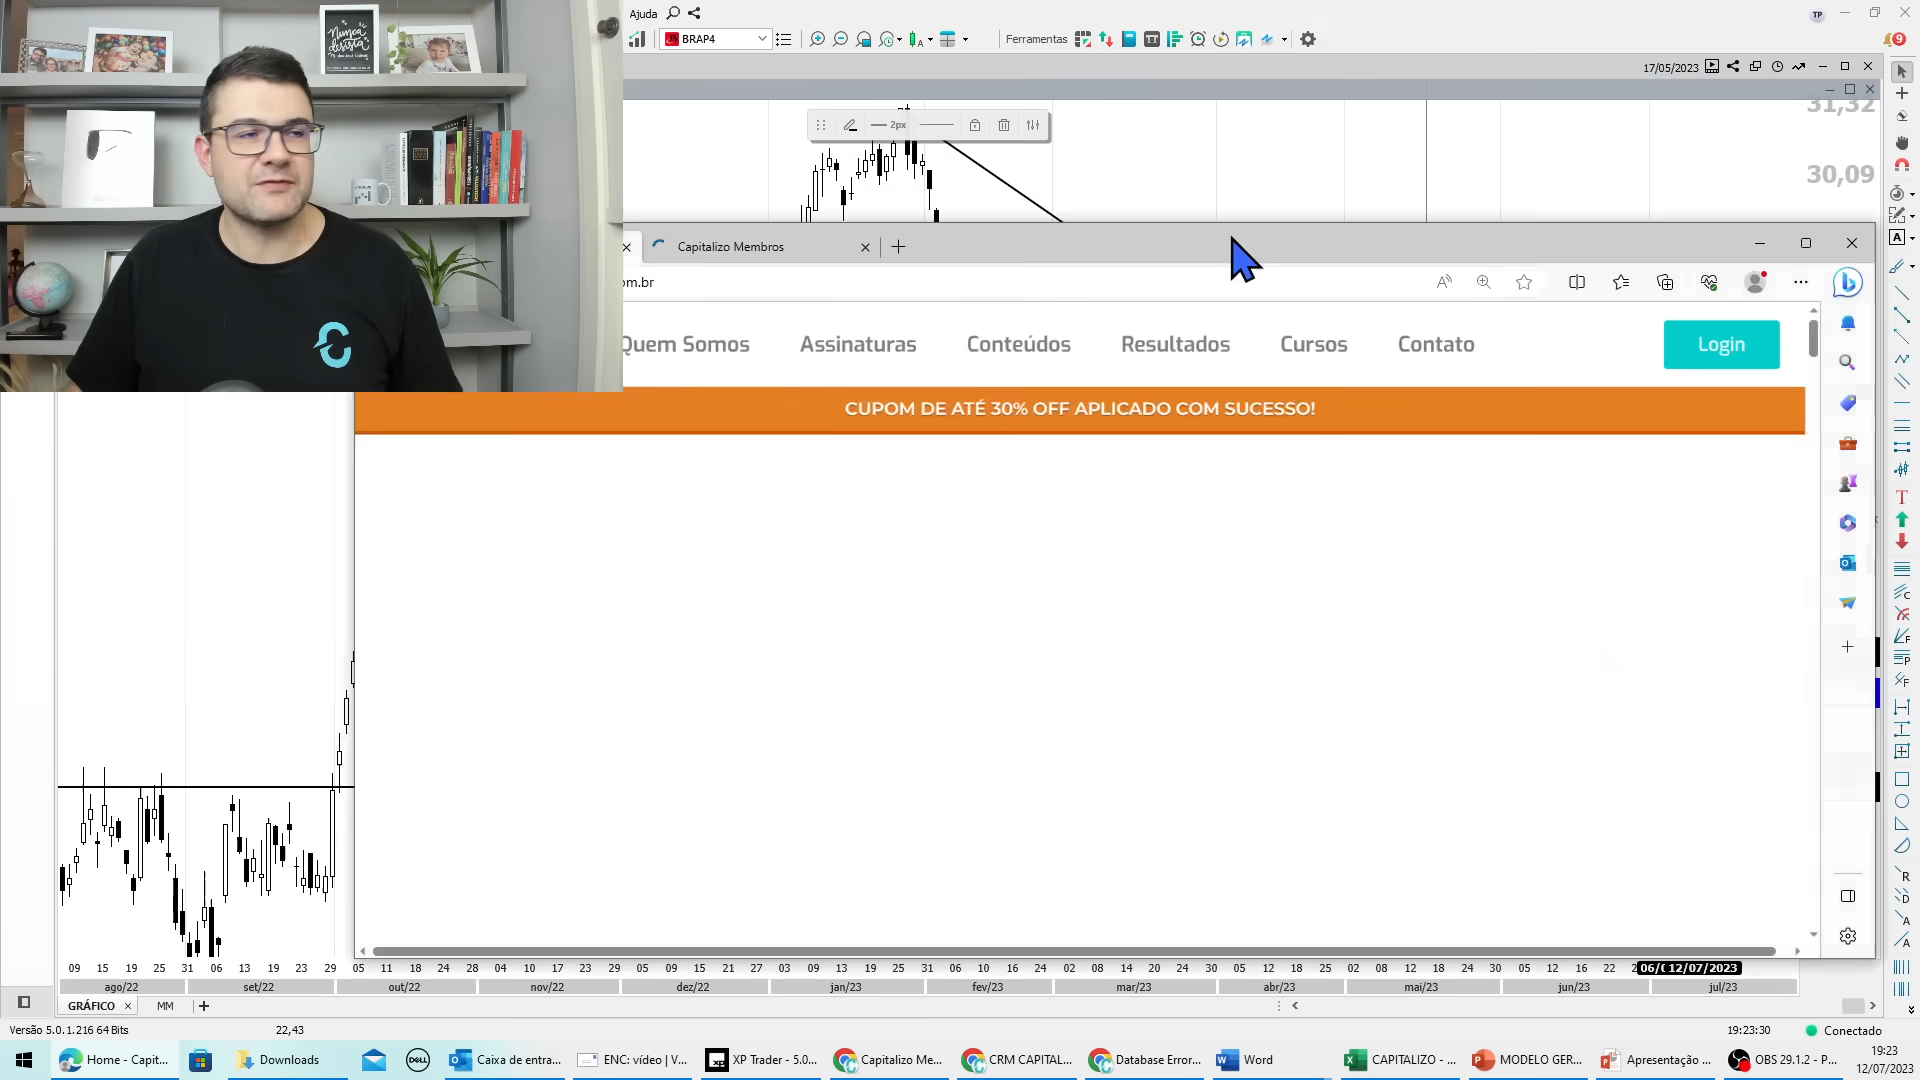 Nunca
desista
Ajuda
TP
BRAP4
Ferramentas
9
17/05/2023
2px
31,32
30,09
Capitalizo Membros
om.br
Quem Somos
Assinaturas
Conteúdos
Resultados
Cursos
Contato
Login
CUPOM DE ATÉ 30% OFF APLICADO COM SUCESSO!
09 15 19 25 31 06 13 19 23 29 05 11 18 24 28 04 10 17 23 29 05 09 15 21 27 03 09 13 19 25 31 06 10 16 24 02 08 14 20 24 30 05 12 18 25 02 08 12 18 24 30 05 12 16 22 12/07/2023
ago/22 set/22 out/22 nov/22 dez/22 jan/23 fev/23 mar/23 abr/23 mai/23 jun/23 jul/23
GRÁFICO MM
Versão 5.0.1.216 64 Bits
22,43
19:23:30
Conectado
Home - Capit...
Downloads
DELL
Caixa de entra...
ENC: vídeo | V...
XP Trader - 5.0...
Capitalizo Me...
CRM CAPITAL...
Database Error...
Word
CAPITALIZO - ...
MODELO GER...
Apresentação ...
OBS 29.1.2 - P...
19:23
12/07/2023